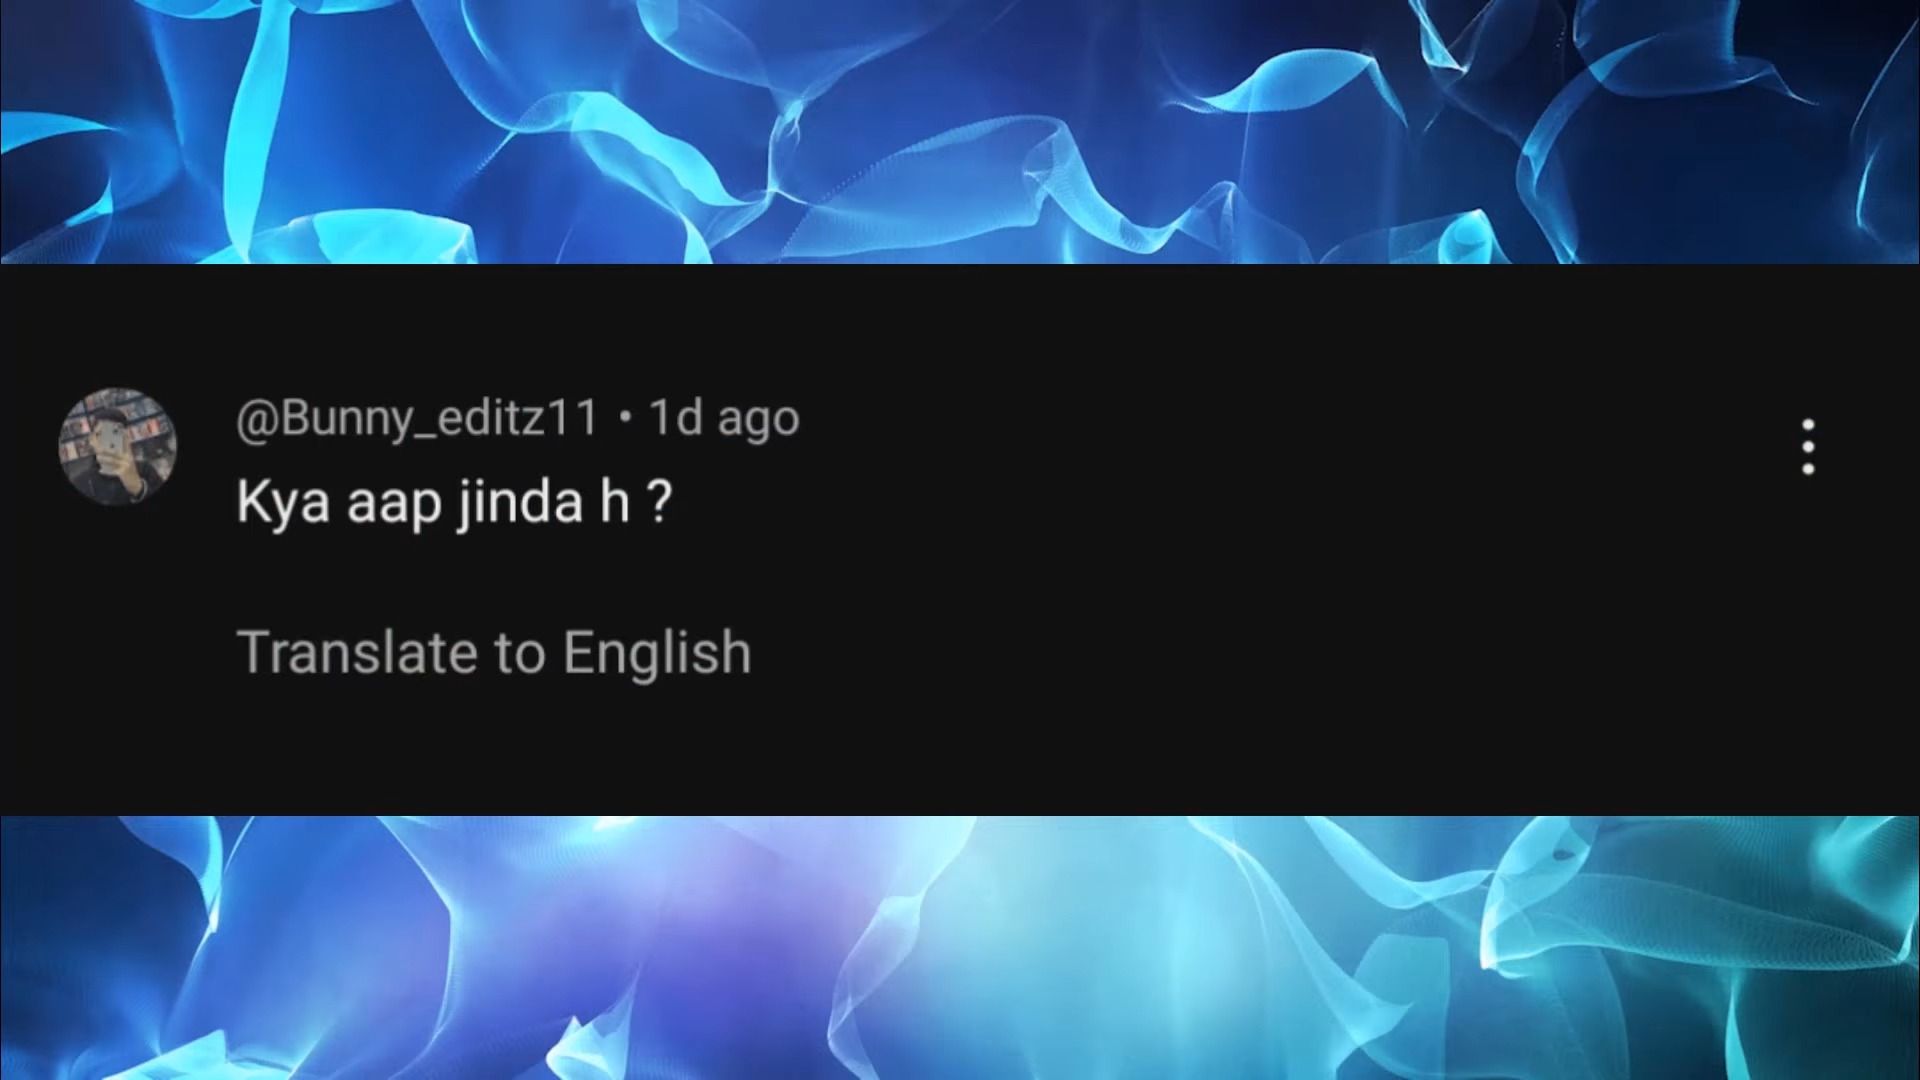 @Bunny_editz11 • 1d ago
Kya aap jinda h ?
Translate to English